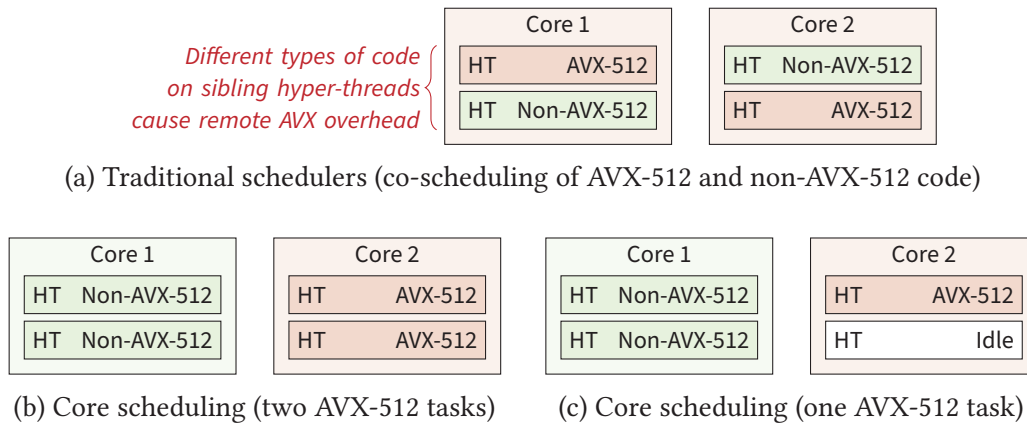 Core 1
Core 2
Different types of code
on sibling hyper-threads
cause remote AVX overhead
HT AVX-512
HT Non-AVX-512
HT Non-AVX-512
HT AVX-512
(a) Traditional schedulers (co-scheduling of AVX-512 and non-AVX-512 code)
Core 1
HT Non-AVX-512
HT Non-AVX-512
Core 2
HT AVX-512
HT AVX-512
(b) Core scheduling (two AVX-512 tasks)
Core 1
HT Non-AVX-512
HT Non-AVX-512
Core 2
HT AVX-512
HT Idle
(c) Core scheduling (one AVX-512 task)